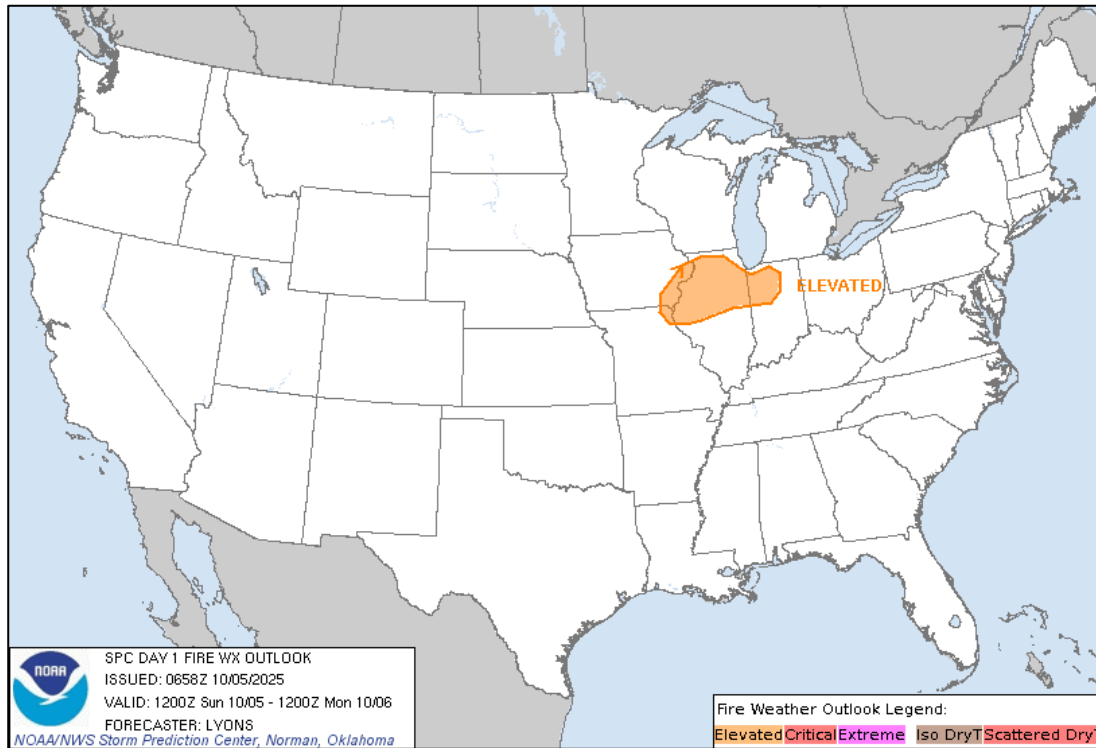 ELEVATED
NOAA
SPC DAY 1 FIRE WX OUTLOOK
ISSUED: 0658Z 10/05/2025
VALID: 1200Z Sun 10/05 - 1200Z Mon 10/06
FORECASTER: LYONS
NOAA/NWS Storm Prediction Center, Norman, Oklahoma
Fire Weather Outlook Legend:
Elevated Critical Extreme Iso DryT Scattered DryT